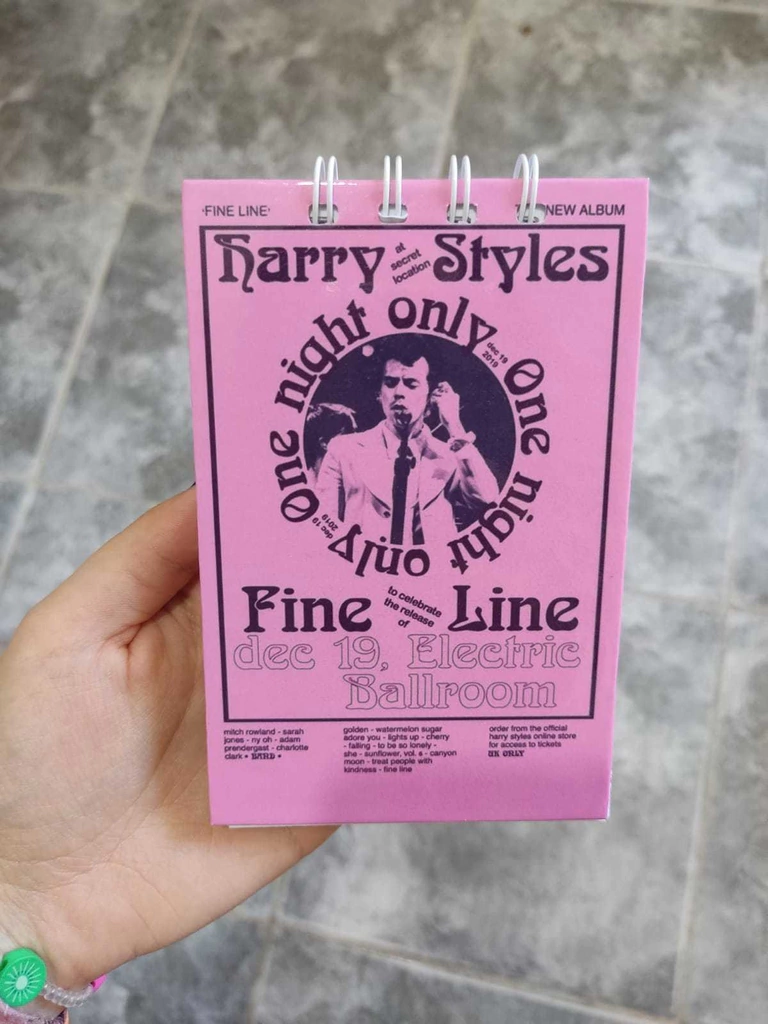 ·FINE LINE·
NEW ALBUM
Harry at secret location Styles
One night only dec 19 2019
One night only dec 19 2019
Fine to celebrate the release of Line
dec 19, Electric
Ballroom
mitch rowland - sarah
jones - ny oh - adam
prendergast - charlotte
clark • BAND •
golden - watermelon sugar
adore you - lights up - cherry
- falling - to be so lonely -
she - sunflower, vol. 6 - canyon
moon - treat people with
kindness - fine line
order from the official
harry styles online store
for access to tickets
UK ONLY